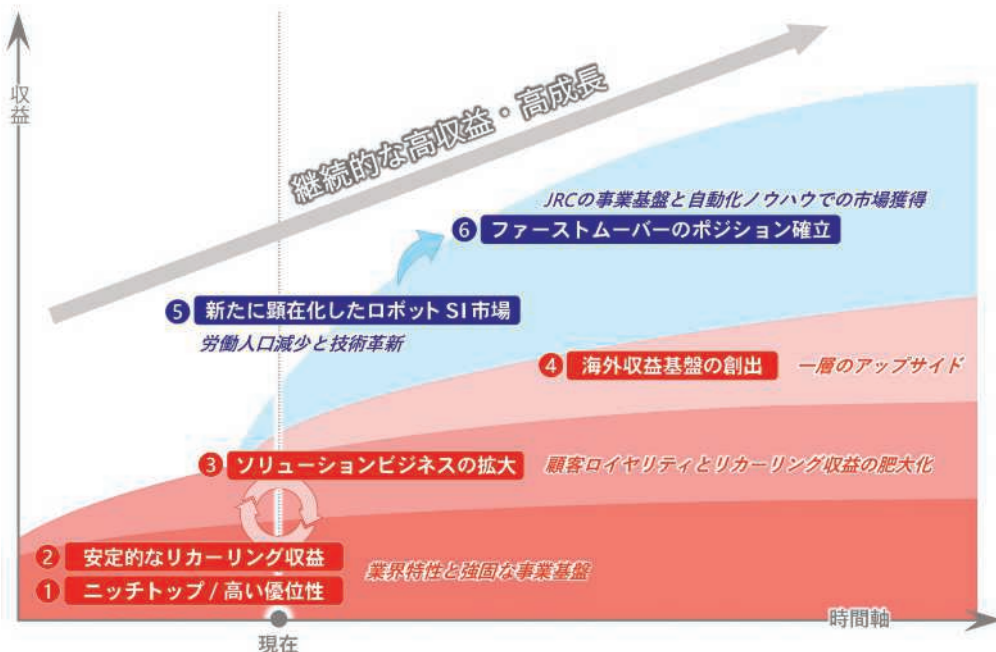 収益
継続的な高収益・高成長
JRCの事業基盤と自動化ノウハウでの市場獲得
6 ファーストムーバーのポジション確立
5 新たに顕在化したロボットSI市場
労働人口減少と技術革新
4 海外収益基盤の創出 一層のアップサイド
3 ソリューションビジネスの拡大 顧客ロイヤリティとリカーリング収益の肥大化
2 安定的なリカーリング収益
業界特性と強固な事業基盤
1 ニッチトップ/高い優位性
時間軸
現在